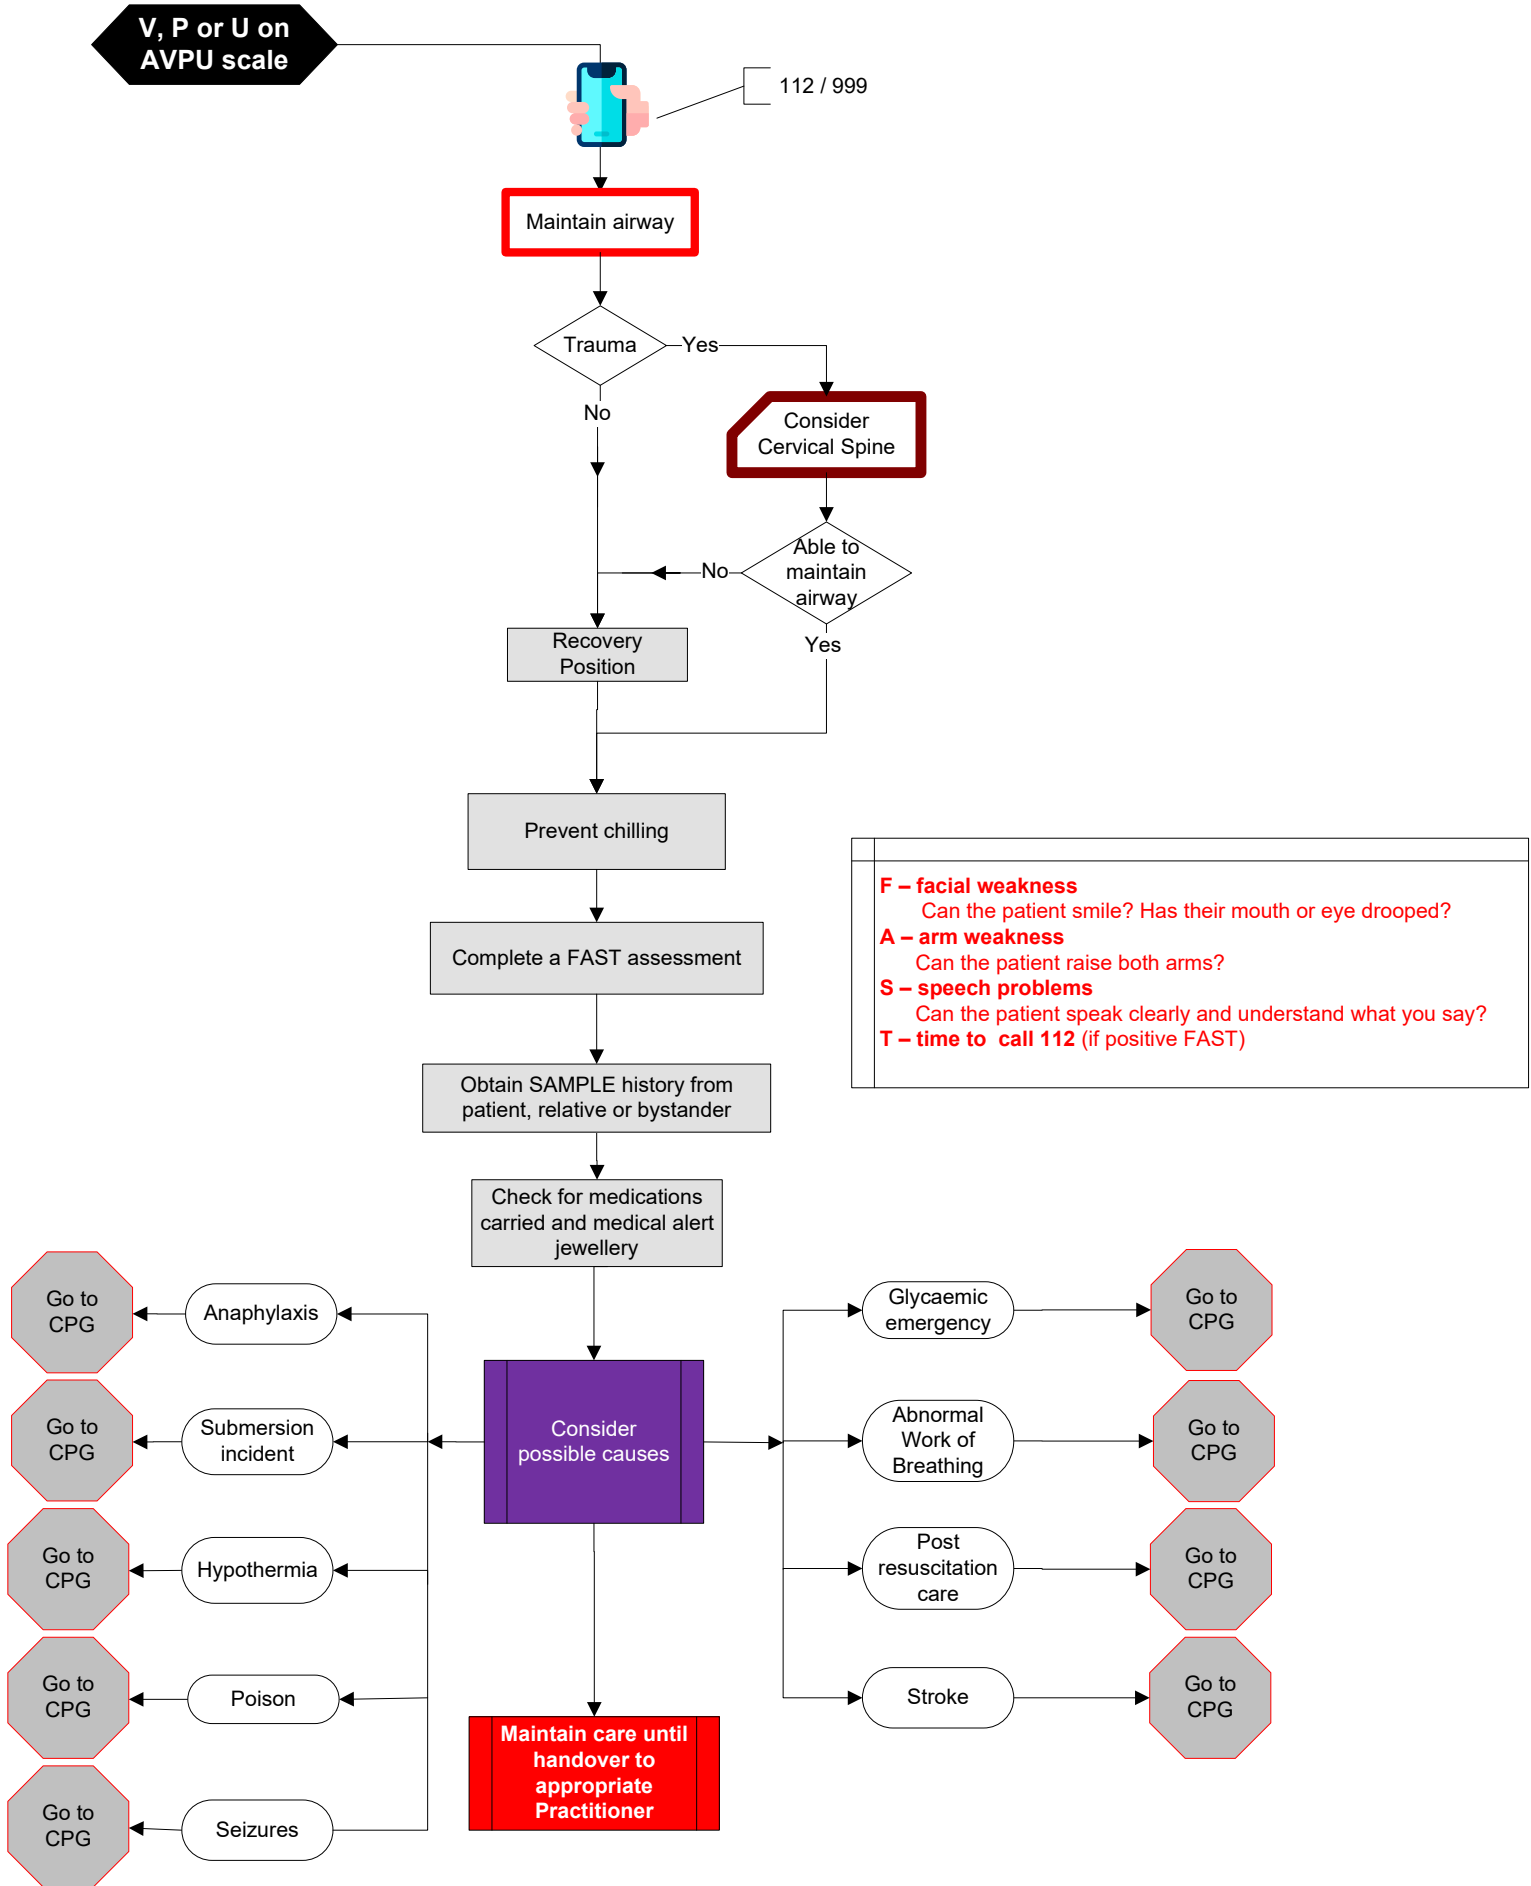 V, P or U on
AVPU scale
112 / 999
Maintain airway
Trauma
Yes
No
Consider
Cervical Spine
Able to
maintain
airway
No
Yes
Recovery
Position
Prevent chilling
Complete a FAST assessment
F – facial weakness
Can the patient smile? Has their mouth or eye drooped?
A – arm weakness
Can the patient raise both arms?
S – speech problems
Can the patient speak clearly and understand what you say?
T – time to  call 112 (if positive FAST)
Obtain SAMPLE history from
patient, relative or bystander
Check for medications
carried and medical alert
jewellery
Go to
CPG
Anaphylaxis
Glycaemic
emergency
Go to
CPG
Go to
CPG
Submersion
incident
Consider
possible causes
Abnormal
Work of
Breathing
Go to
CPG
Go to
CPG
Hypothermia
Post
resuscitation
care
Go to
CPG
Go to
CPG
Poison
Stroke
Go to
CPG
Maintain care until
handover to
appropriate
Practitioner
Go to
CPG
Seizures